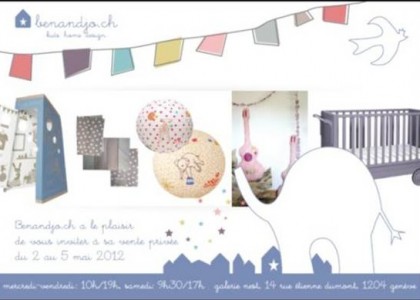 benandjo.ch
kids home design
Benandjo.ch a le plaisir
de vous inviter à sa vente privée
du 2 au 5 mai 2012
mercredi-vendredi: 10h/19h, samedi: 9h30/17h galerie nest, 14 rue étienne dumont, 1204 genève